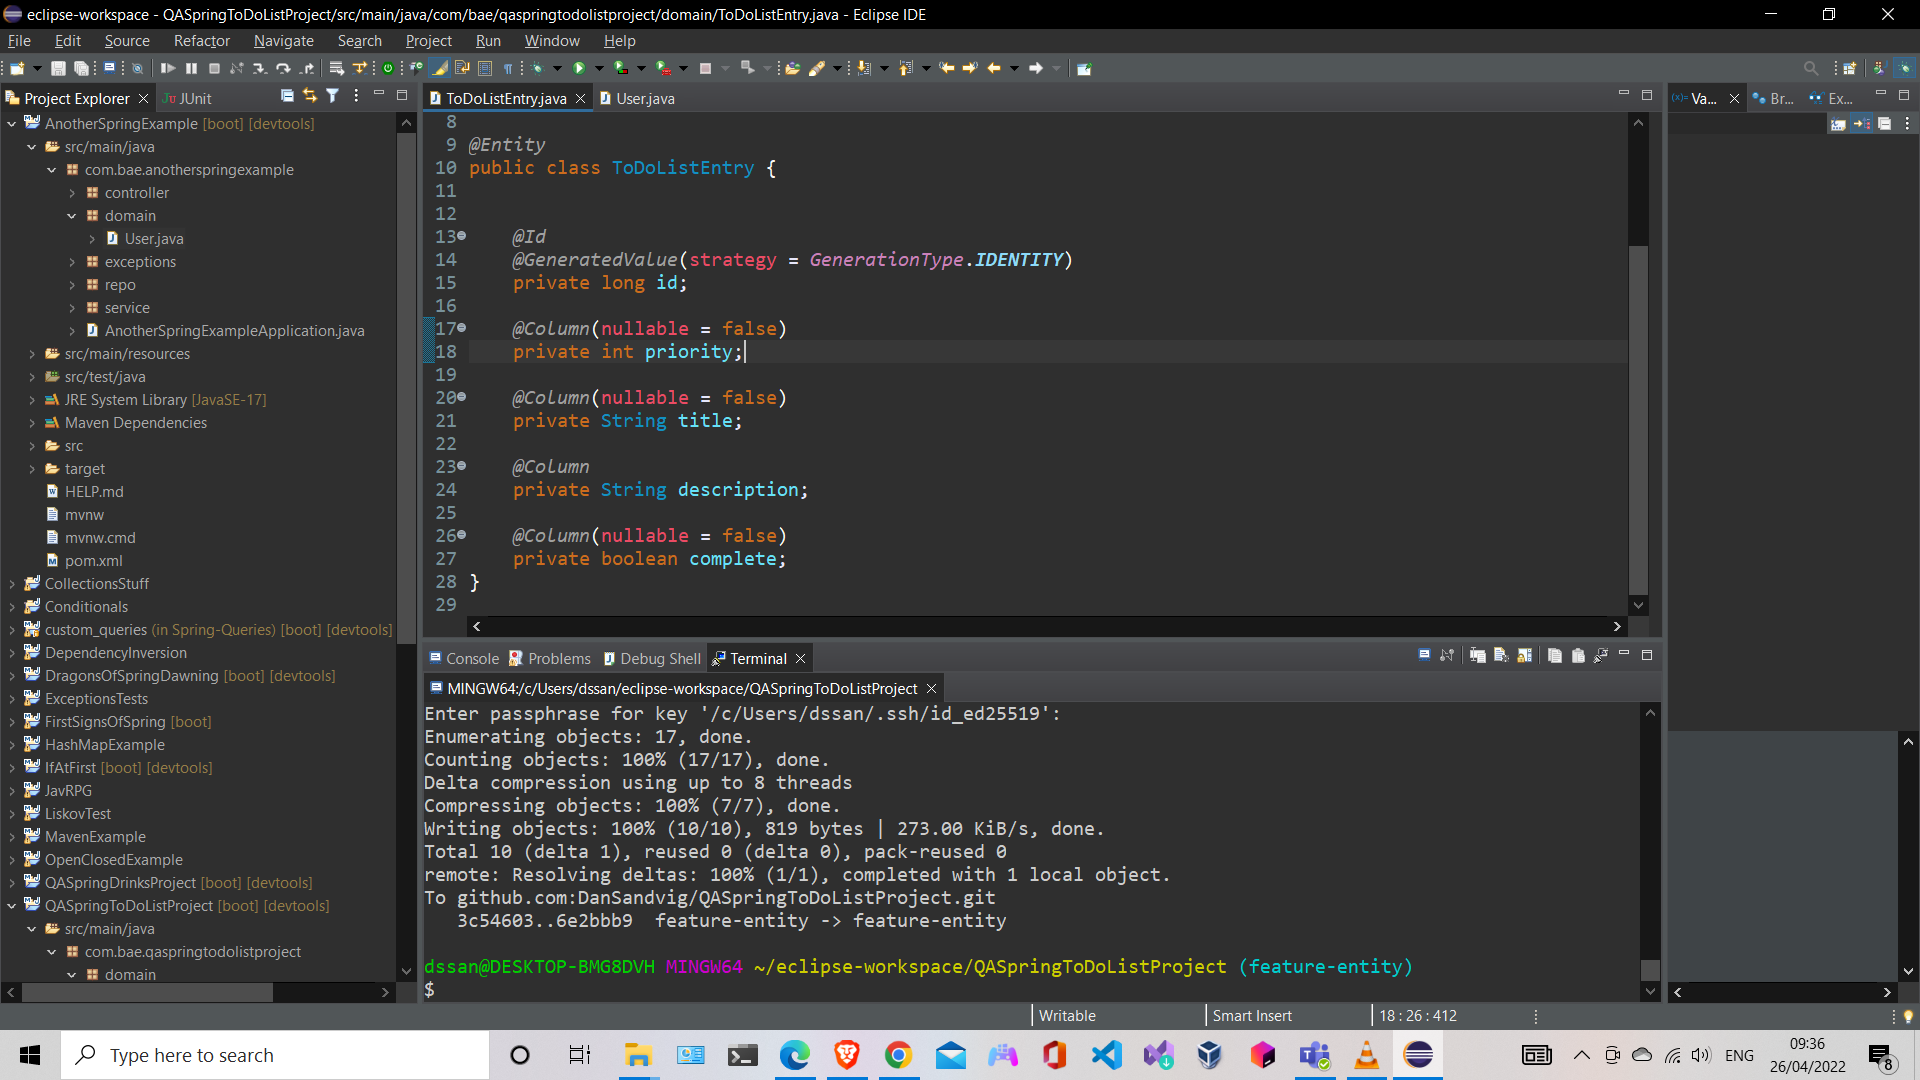 eclipse-workspace - QASpringToDoListProject/src/main/java/com/bae/qaspringtodolistproject/domain/ToDoListEntry.java - Eclipse IDE
File Edit Source Refactor Navigate Search Project Run Window Help
Project Explorer JUnit
AnotherSpringExample [boot] [devtools]
src/main/java
com.bae.anotherspringexample
controller
domain
User.java
exceptions
repo
service
AnotherSpringExampleApplication.java
src/main/resources
src/test/java
JRE System Library [JavaSE-17]
Maven Dependencies
src
target
HELP.md
mvnw
mvnw.cmd
pom.xml
CollectionsStuff
Conditionals
custom_queries (in Spring-Queries) [boot] [devtools]
DependencyInversion
DragonsOfSpringDawning [boot] [devtools]
ExceptionsTests
FirstSignsOfSpring [boot]
HashMapExample
IfAtFirst [boot] [devtools]
JavRPG
LiskovTest
MavenExample
OpenClosedExample
QASpringDrinksProject [boot] [devtools]
QASpringToDoListProject [boot] [devtools]
src/main/java
com.bae.qaspringtodolistproject
domain
ToDoListEntry.java User.java
8
9 @Entity
10 public class ToDoListEntry {
11
12
13 @Id
14 @GeneratedValue(strategy = GenerationType.IDENTITY)
15 private long id;
16
17 @Column(nullable = false)
18 private int priority;
19
20 @Column(nullable = false)
21 private String title;
22
23 @Column
24 private String description;
25
26 @Column(nullable = false)
27 private boolean complete;
28 }
29
Va... Br... Ex...
Console Problems Debug Shell Terminal
MINGW64:/c/Users/dssan/eclipse-workspace/QASpringToDoListProject
Enter passphrase for key '/c/Users/dssan/.ssh/id_ed25519':
Enumerating objects: 17, done.
Counting objects: 100% (17/17), done.
Delta compression using up to 8 threads
Compressing objects: 100% (7/7), done.
Writing objects: 100% (10/10), 819 bytes | 273.00 KiB/s, done.
Total 10 (delta 1), reused 0 (delta 0), pack-reused 0
remote: Resolving deltas: 100% (1/1), completed with 1 local object.
To github.com:DanSandvig/QASpringToDoListProject.git
3c54603..6e2bbb9 feature-entity -> feature-entity
dssan@DESKTOP-BMG8DVH MINGW64 ~/eclipse-workspace/QASpringToDoListProject (feature-entity)
$
Writable Smart Insert 18 : 26 : 412
Type here to search
ENG
09:36
26/04/2022
8